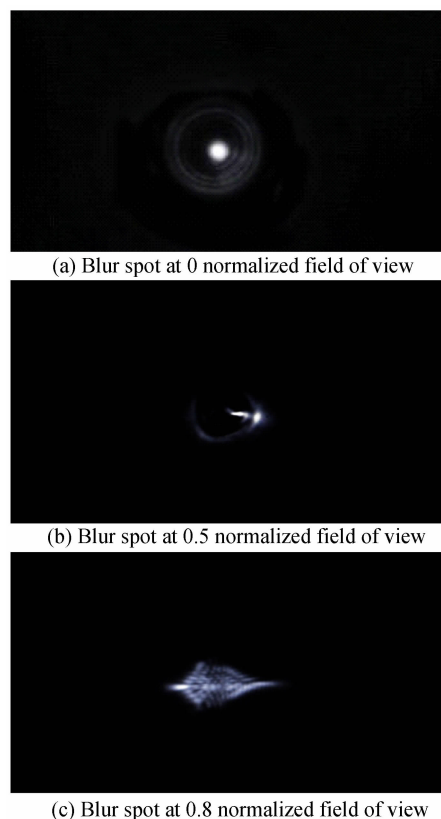 (a) Blur spot at 0 normalized field of view
(b) Blur spot at 0.5 normalized field of view
(c) Blur spot at 0.8 normalized field of view